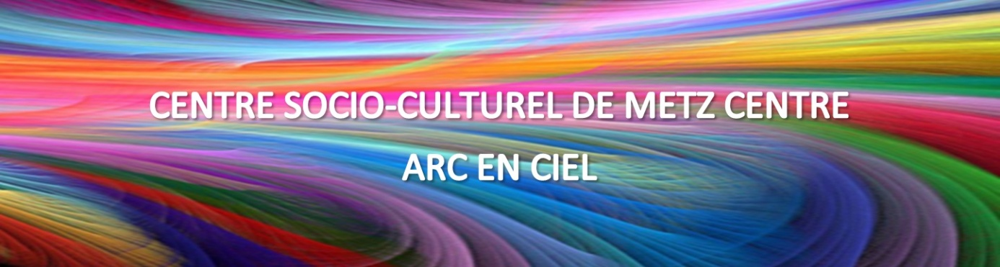 CENTRE SOCIO-CULTUREL DE METZ CENTRE
ARC EN CIEL